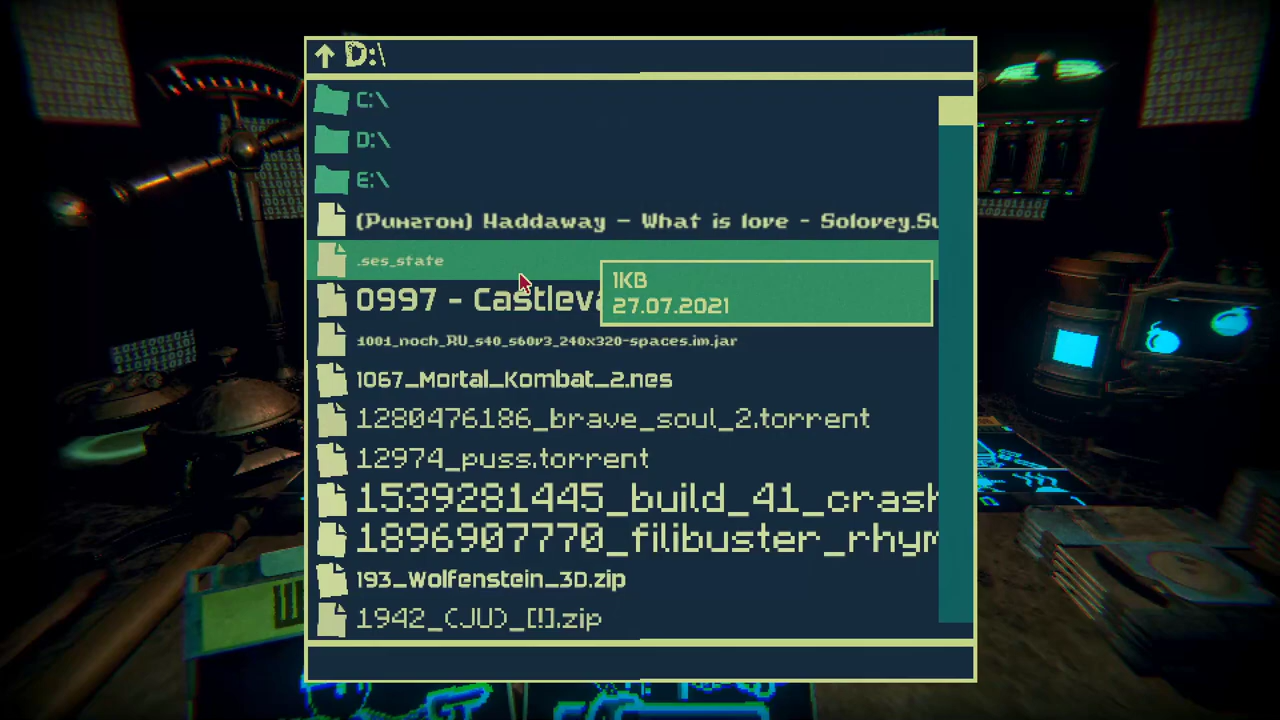 D:\
C:\
D:\
E:\
(Рингтон) Haddaway - What is love - Solovey.Su
.ses_state
1KB
27.07.2021
0997 - Castleva
1001_noch_RU_s40_s60v3_240x320-spaces.im.jar
1067_Mortal_Kombat_2.nes
1280476186_brave_soul_2.torrent
12974_puss.torrent
1539281445_build_41_crash
1896907770_filibuster_rhym
193_Wolfenstein_3D.zip
1942_(JU)_[!].zip